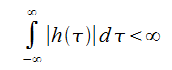 ∫_{-∞}^{∞} |h(τ)| dτ < ∞